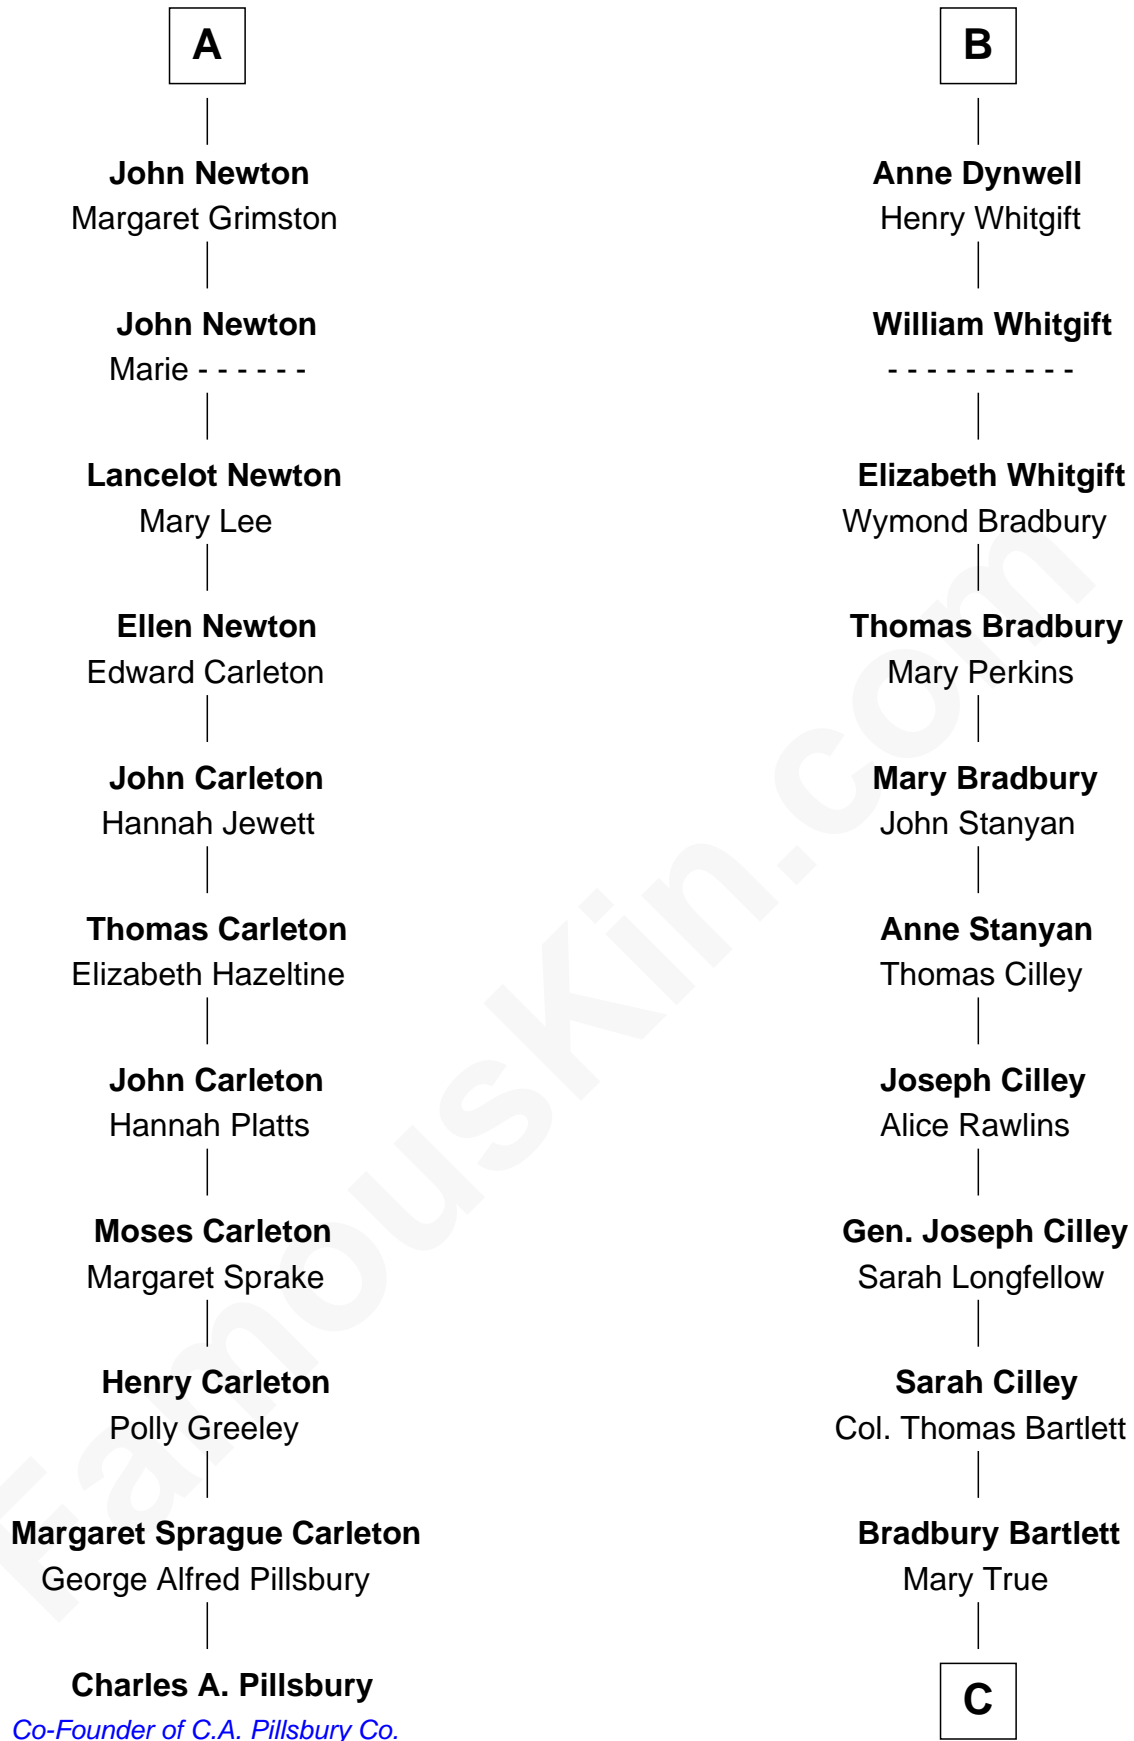 A
John Newton
Margaret Grimston
John Newton
Marie - - - - - -
Lancelot Newton
Mary Lee
Ellen Newton
Edward Carleton
John Carleton
Hannah Jewett
Thomas Carleton
Elizabeth Hazeltine
John Carleton
Hannah Platts
Moses Carleton
Margaret Sprake
Henry Carleton
Polly Greeley
Margaret Sprague Carleton
George Alfred Pillsbury
Charles A. Pillsbury
Co-Founder of C.A. Pillsbury Co.
B
Anne Dynwell
Henry Whitgift
William Whitgift
- - - - - - - - - -
Elizabeth Whitgift
Wymond Bradbury
Thomas Bradbury
Mary Perkins
Mary Bradbury
John Stanyan
Anne Stanyan
Thomas Cilley
Joseph Cilley
Alice Rawlins
Gen. Joseph Cilley
Sarah Longfellow
Sarah Cilley
Col. Thomas Bartlett
Bradbury Bartlett
Mary True
C
FamousKin.com